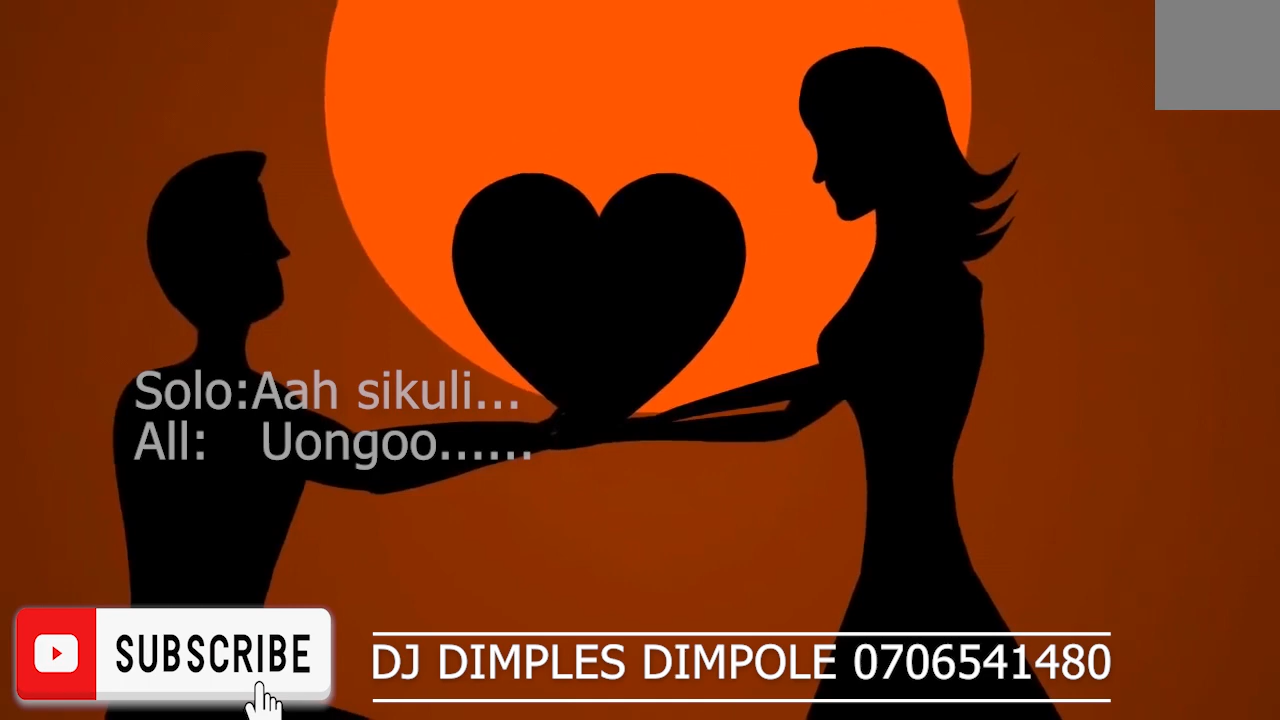 Solo:Aah sikuli...
All: Uongoo......
SUBSCRIBE
DJ DIMPLES DIMPOLE 0706541480